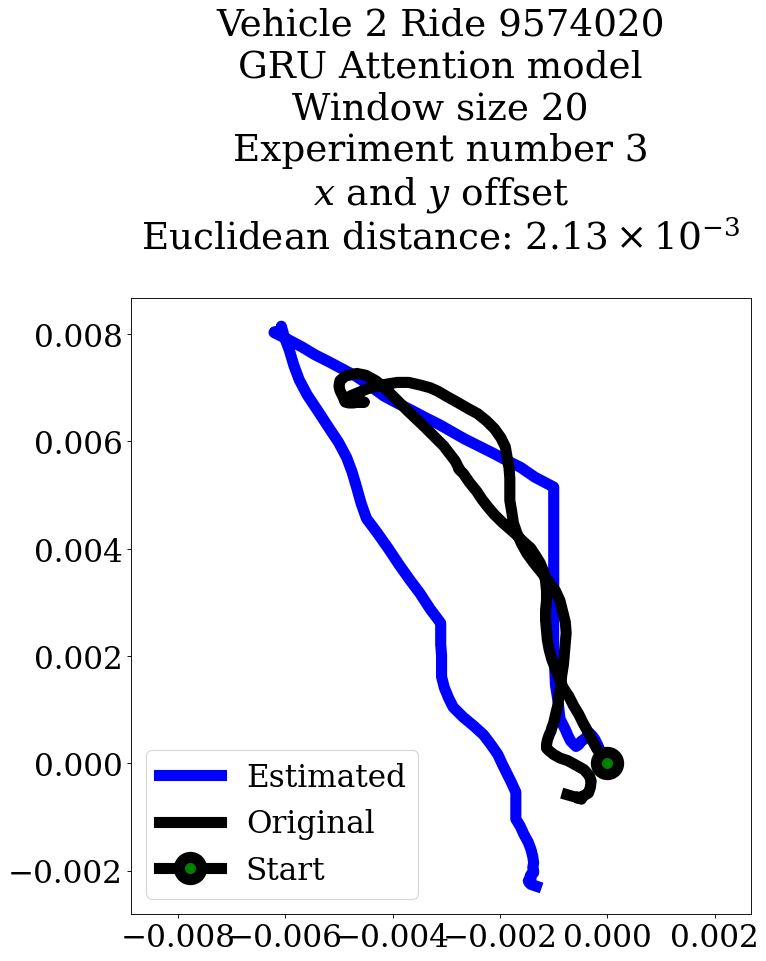 Vehicle 2 Ride 9574020
GRU Attention model
Window size 20
Experiment number 3
x and y offset
Euclidean distance: 2.13 × 10⁻³
0.008
0.006
0.004
0.002
0.000
−0.002
Estimated
Original
Start
−0.008 −0.006 −0.004 −0.002 0.000 0.002